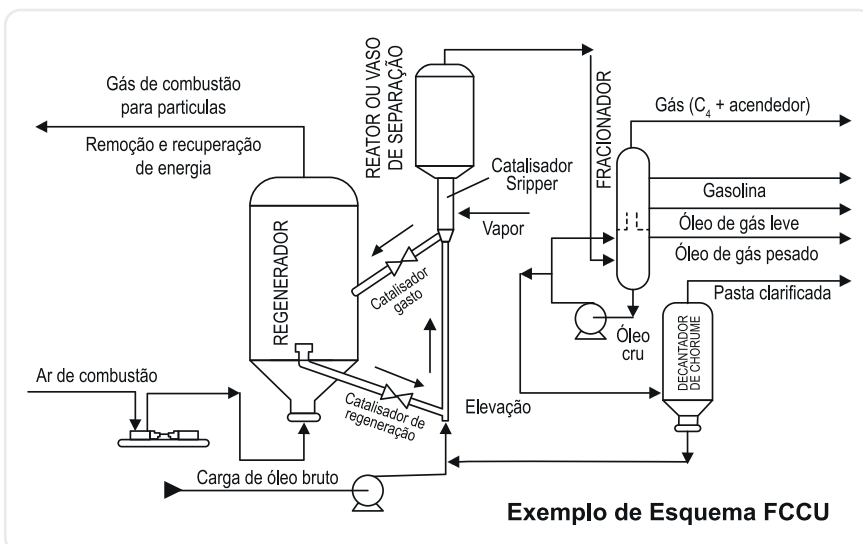 Gás de combustão
para particulas
Remoção e recuperação
de energia
REATOR OU VASO
DE SEPARAÇÃO
FRACIONADOR
Gás (C₄ + acendedor)
Catalisador
Sripper
Vapor
Gasolina
Óleo de gás leve
Óleo de gás pesado
Pasta clarificada
REGENERADOR
Catalisador
gasto
Óleo
cru
DECANTADOR
DE CHORUME
Ar de combustão
Catalisador de
regeneração
Elevação
Carga de óleo bruto
Exemplo de Esquema FCCU